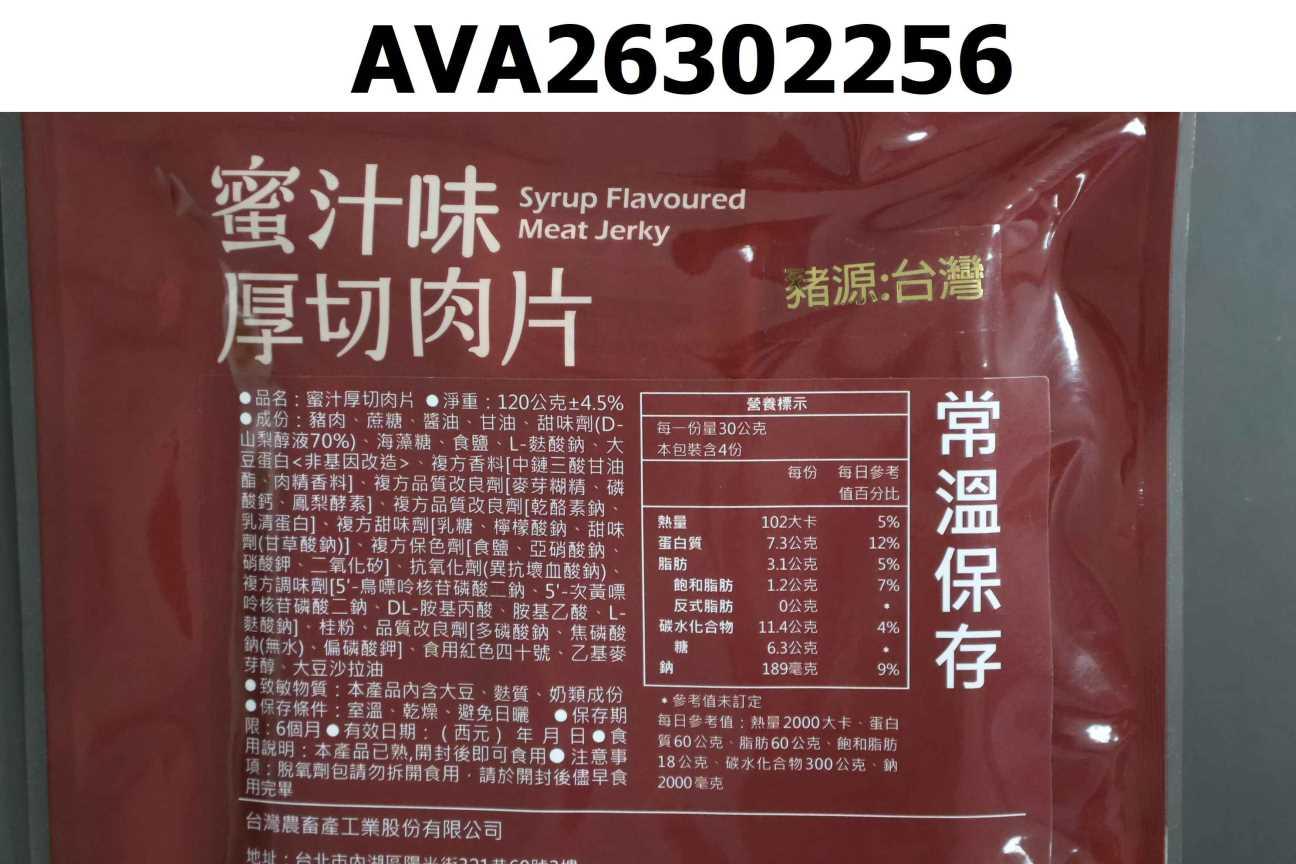 AVA26302256
蜜汁味 Syrup Flavoured
Meat Jerky
厚切肉片
豬源:台灣
●品名：蜜汁厚切肉片 ●淨重：120公克±4.5%
●成份：豬肉、蔗糖、醬油、甘油、甜味劑(D-
山梨醇液70%)、海藻糖、食鹽、L-麩酸鈉、大
豆蛋白<非基因改造>、複方香料[中鏈三酸甘油
酯、肉精香料]、複方品質改良劑[麥芽糊精、磷
酸鈣、鳳梨酵素]、複方品質改良劑[乾酪素鈉、
乳清蛋白]、複方甜味劑[乳糖、檸檬酸鈉、甜味
劑(甘草酸鈉)]、複方保色劑[食鹽、亞硝酸鈉、
硝酸鉀、二氧化矽]、抗氧化劑(異抗壞血酸鈉)、
複方調味劑[5'-鳥嘌呤核苷磷酸二鈉、5'-次黃嘌
呤核苷磷酸二鈉、DL-胺基丙酸、胺基乙酸、L-
麩酸鈉]、桂粉、品質改良劑[多磷酸鈉、焦磷酸
鈉(無水)、偏磷酸鉀]、食用紅色四十號、乙基麥
芽醇、大豆沙拉油
●致敏物質：本產品內含大豆、麩質、奶類成份
●保存條件：室溫、乾燥、避免日曬 ●保存期
限：6個月●有效日期：（西元）年 月 日●食
用說明：本產品已熟,開封後即可食用●注意事
項：脫氧劑包請勿拆開食用，請於開封後儘早食
用完畢
台灣農畜產工業股份有限公司
地址：台北市內湖區陽光街321巷60號3樓
營養標示
每一份量30公克
本包裝含4份
每份 每日參考
值百分比
熱量 102大卡 5%
蛋白質 7.3公克 12%
脂肪 3.1公克 5%
飽和脂肪 1.2公克 7%
反式脂肪 0公克 *
碳水化合物 11.4公克 4%
糖 6.3公克 *
鈉 189毫克 9%
*參考值未訂定
每日參考值：熱量2000大卡、蛋白
質60公克、脂肪60公克、飽和脂肪
18公克、碳水化合物300公克、鈉
2000毫克
常溫保存